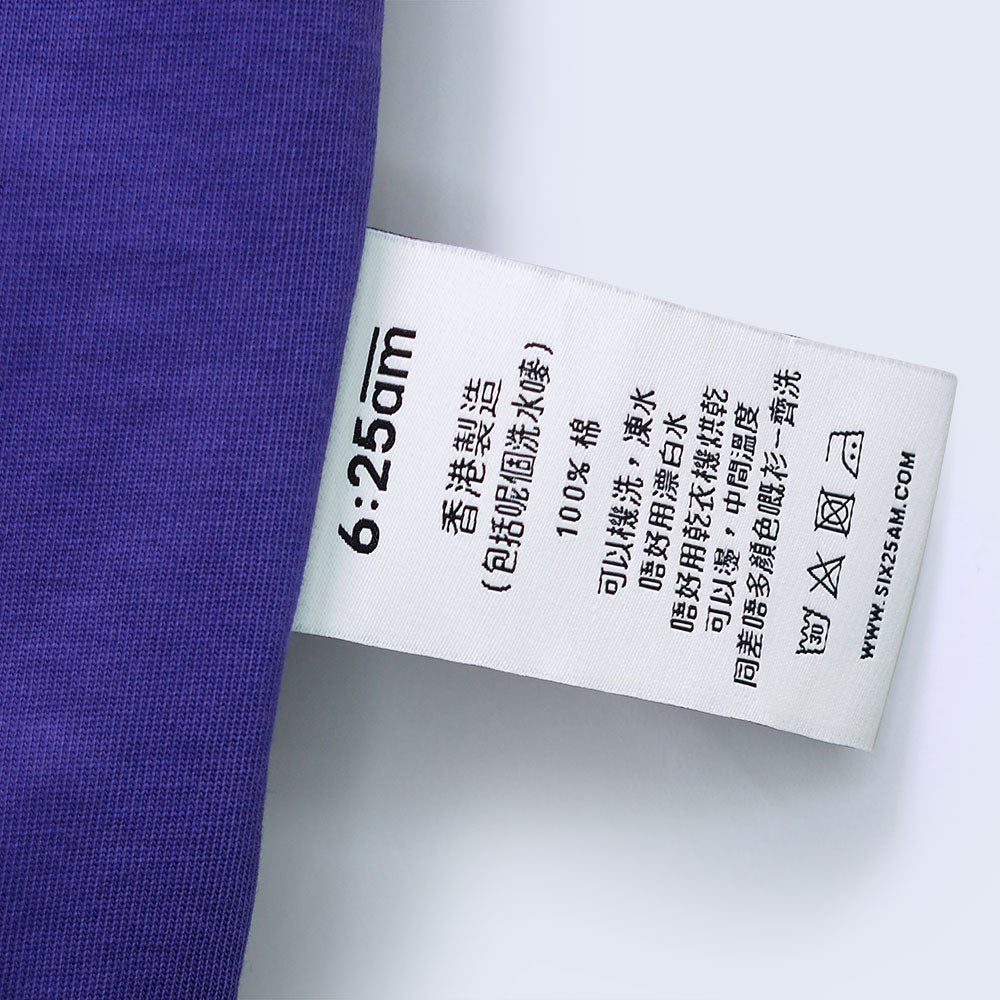 6:25am
香港製造
(包括呢個洗水嘜)
100% 棉
可以機洗，凍水
唔好用漂白水
唔好用乾衣機烘乾
可以燙，中間溫度
同差唔多顏色嘅衫一齊洗
30
WWW.SIX25AM.COM